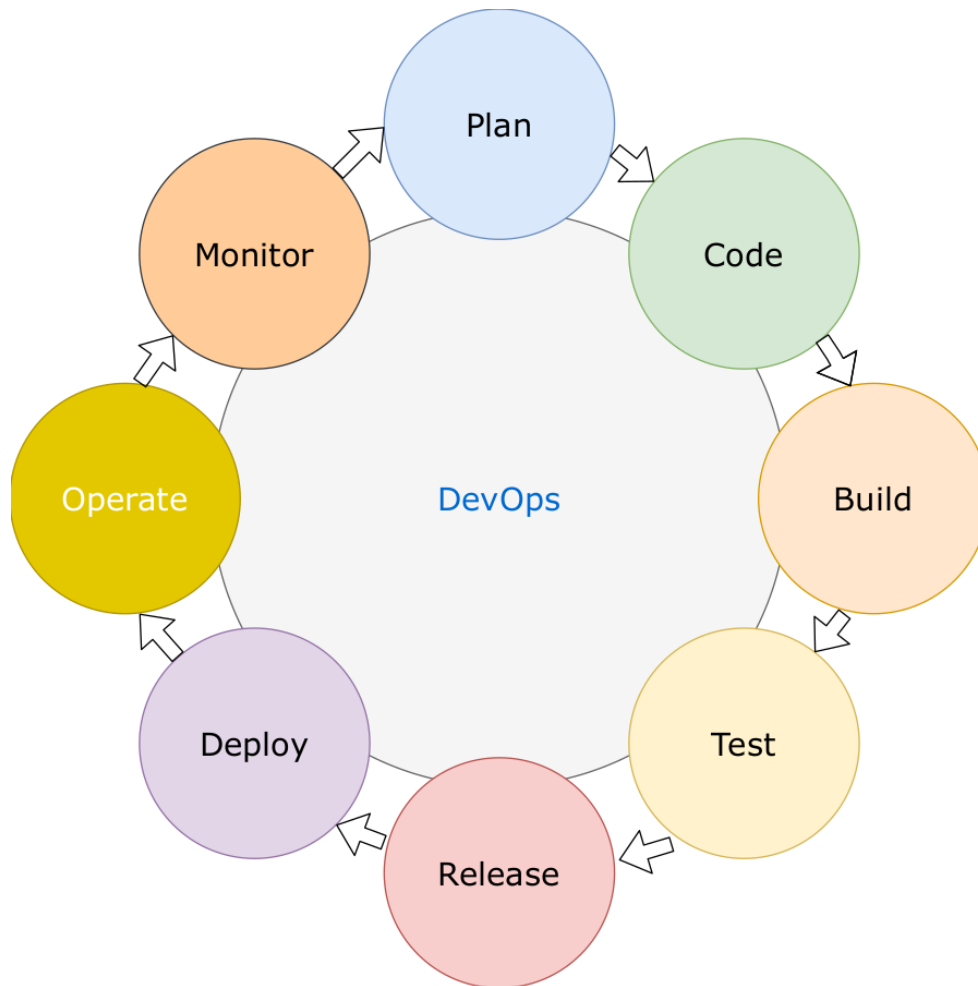 Plan
Code
Build
Test
Release
Deploy
Operate
Monitor
DevOps